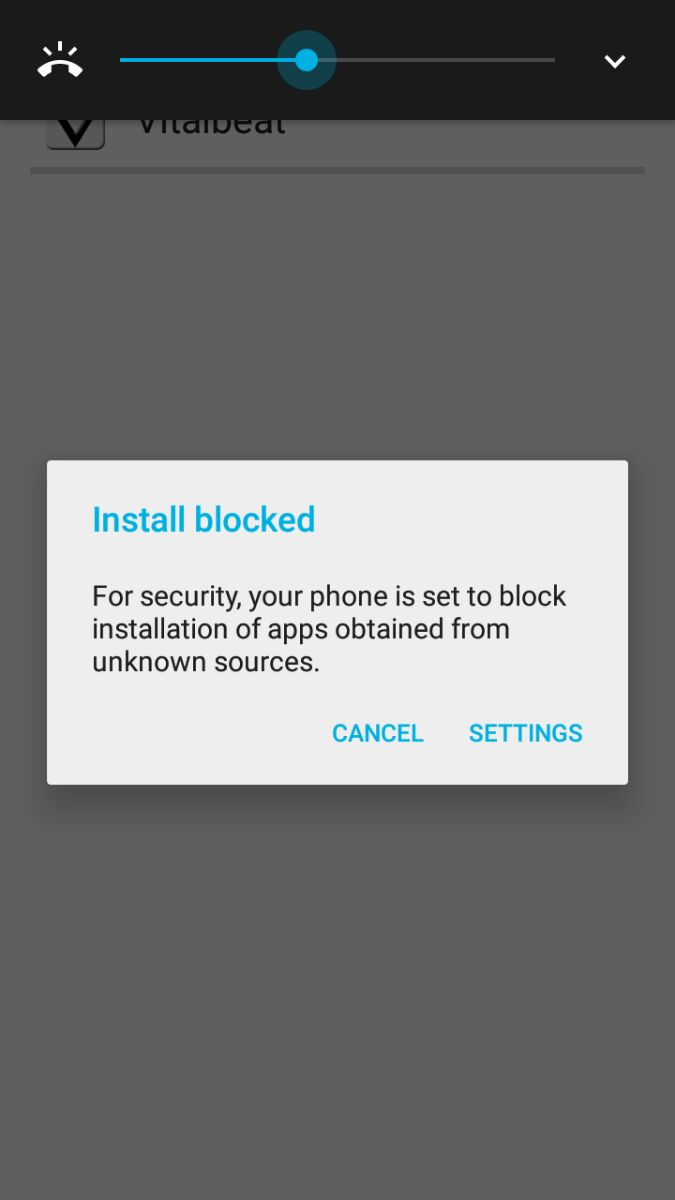 Vitalbeat
Install blocked
For security, your phone is set to block
installation of apps obtained from
unknown sources.
CANCEL SETTINGS